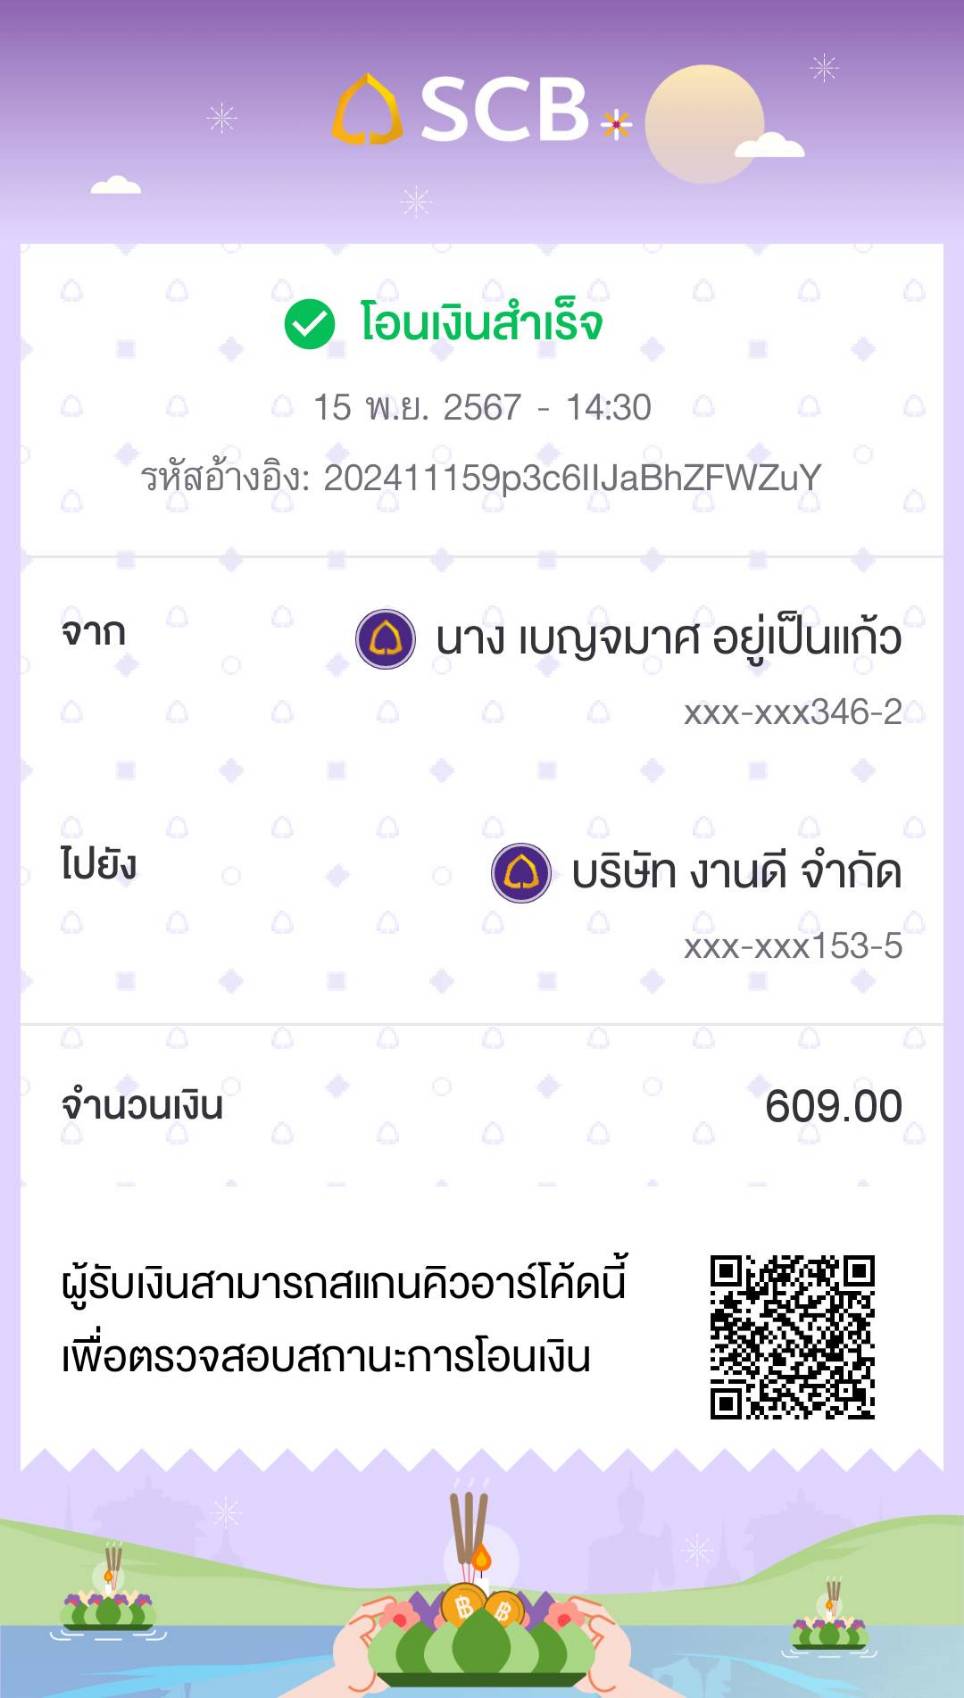 SCB
โอนเงินสำเร็จ
15 พ.ย. 2567 - 14:30
รหัสอ้างอิง: 202411159p3c6IIJaBhZFWZuY
จาก
นาง เบญจมาศ อยู่เป็นแก้ว
xxx-xxx346-2
ไปยัง
บริษัท งานดี จำกัด
xxx-xxx153-5
จำนวนเงิน 609.00
ผู้รับเงินสามารถสแกนคิวอาร์โค้ดนี้
เพื่อตรวจสอบสถานะการโอนเงิน
฿ ฿